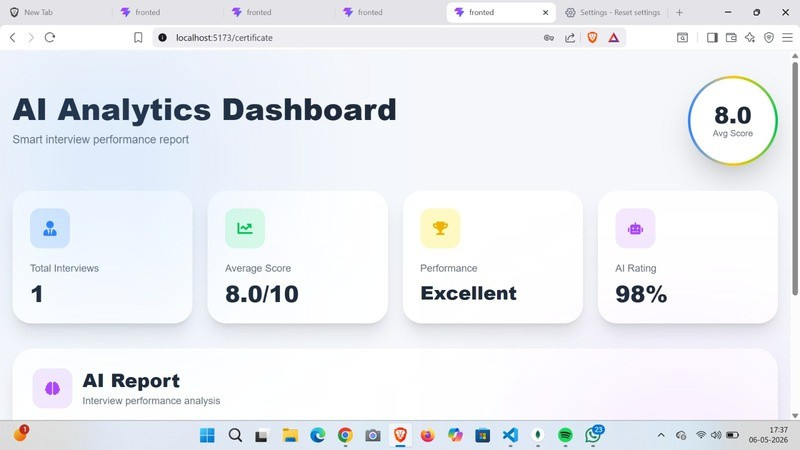 New Tab
fronted
fronted
fronted
fronted
Settings - Reset settings
localhost:5173/certificate
AI Analytics Dashboard
Smart interview performance report
8.0
Avg Score
Total Interviews
1
Average Score
8.0/10
Performance
Excellent
AI Rating
98%
AI Report
Interview performance analysis
1
23
17:37
06-05-2026